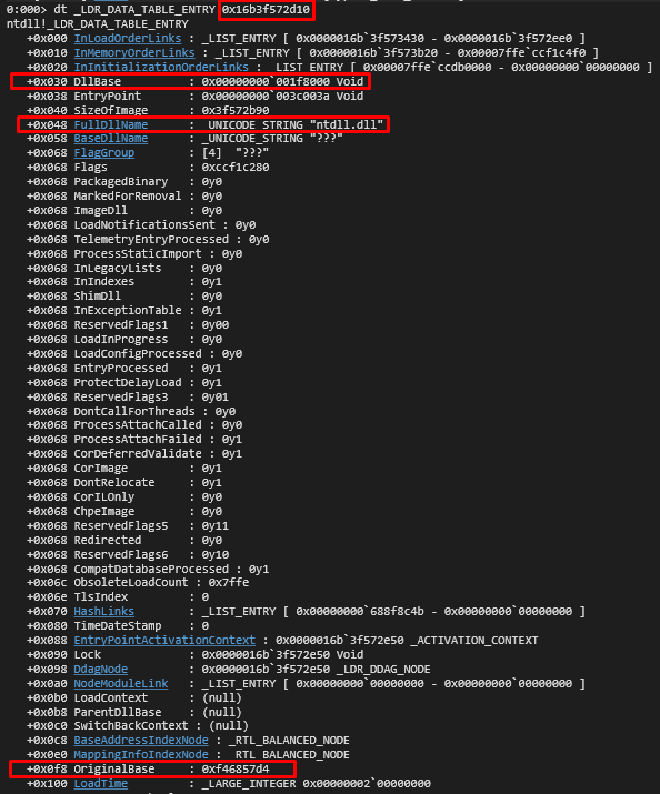 0:000> dt _LDR_DATA_TABLE_ENTRY 0x16b3f572d10
ntdll!_LDR_DATA_TABLE_ENTRY
+0x000 InLoadOrderLinks : _LIST_ENTRY [ 0x0000016b`3f573430 - 0x0000016b`3f572ee0 ]
+0x010 InMemoryOrderLinks : _LIST_ENTRY [ 0x0000016b`3f573b20 - 0x00007ffe`ccf1c4f0 ]
+0x020 InInitializationOrderLinks : _LIST_ENTRY [ 0x00007ffe`ccdb0000 - 0x00000000`00000000 ]
+0x030 DllBase : 0x00000000`001f8000 Void
+0x038 EntryPoint : 0x00000000`003c003a Void
+0x040 SizeOfImage : 0x3f572b90
+0x048 FullDllName : _UNICODE_STRING "ntdll.dll"
+0x058 BaseDllName : _UNICODE_STRING "???"
+0x068 FlagGroup : [4] "???"
+0x068 Flags : 0xccf1c280
+0x068 PackagedBinary : 0y0
+0x068 MarkedForRemoval : 0y0
+0x068 ImageDll : 0y0
+0x068 LoadNotificationsSent : 0y0
+0x068 TelemetryEntryProcessed : 0y0
+0x068 ProcessStaticImport : 0y0
+0x068 InLegacyLists : 0y0
+0x068 InIndexes : 0y1
+0x068 ShimDll : 0y0
+0x068 InExceptionTable : 0y1
+0x068 ReservedFlags1 : 0y00
+0x068 LoadInProgress : 0y0
+0x068 LoadConfigProcessed : 0y0
+0x068 EntryProcessed : 0y1
+0x068 ProtectDelayLoad : 0y1
+0x068 ReservedFlags3 : 0y01
+0x068 DontCallForThreads : 0y0
+0x068 ProcessAttachCalled : 0y0
+0x068 ProcessAttachFailed : 0y1
+0x068 CorDeferredValidate : 0y1
+0x068 CorImage : 0y1
+0x068 DontRelocate : 0y1
+0x068 CorILOnly : 0y0
+0x068 ChpeImage : 0y0
+0x068 ReservedFlags5 : 0y11
+0x068 Redirected : 0y0
+0x068 ReservedFlags6 : 0y10
+0x068 CompatDatabaseProcessed : 0y1
+0x06c ObsoleteLoadCount : 0x7ffe
+0x06e TlsIndex : 0
+0x070 HashLinks : _LIST_ENTRY [ 0x00000000`688f8c4b - 0x00000000`00000000 ]
+0x080 TimeDateStamp : 0
+0x088 EntryPointActivationContext : 0x0000016b`3f572e50 _ACTIVATION_CONTEXT
+0x090 Lock : 0x0000016b`3f572e50 Void
+0x098 DdagNode : 0x0000016b`3f572e50 _LDR_DDAG_NODE
+0x0a0 NodeModuleLink : _LIST_ENTRY [ 0x00000000`00000000 - 0x00000000`00000000 ]
+0x0b0 LoadContext : (null)
+0x0b8 ParentDllBase : (null)
+0x0c0 SwitchBackContext : (null)
+0x0c8 BaseAddressIndexNode : _RTL_BALANCED_NODE
+0x0e0 MappingInfoIndexNode : _RTL_BALANCED_NODE
+0x0f8 OriginalBase : 0xf46857d4
+0x100 LoadTime : _LARGE_INTEGER 0x00000002`00000000